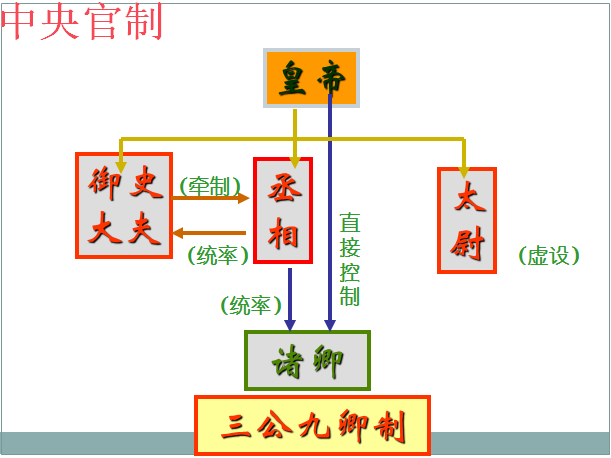 中央官制
皇帝
御史
大夫
(牵制)
(统率)
丞
相
太
尉
(虚设)
直
接
控
制
(统率)
诸卿
三公九卿制